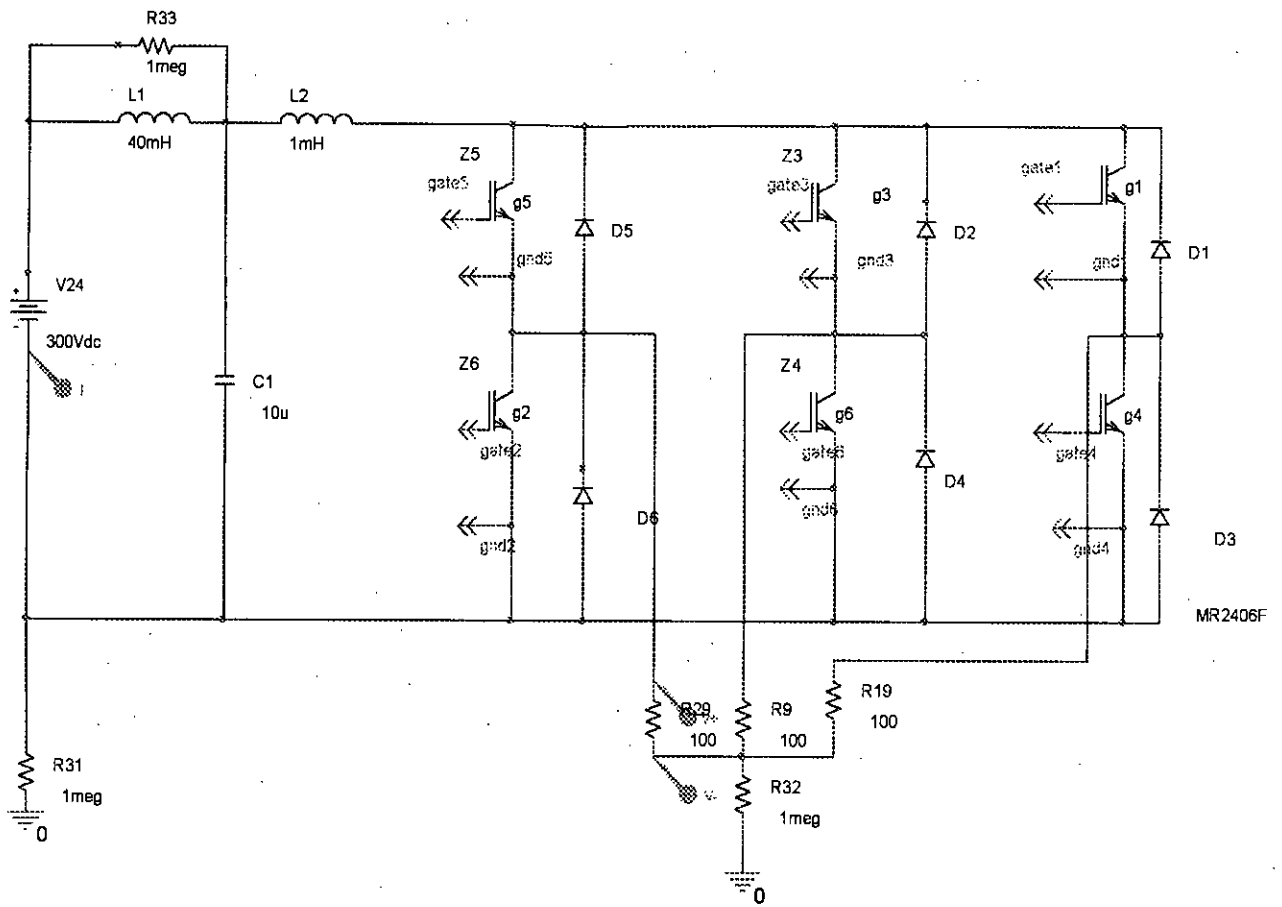 R33
1meg
L1
L2
40mH
1mH
Z5
Z3
gate5
gate3
g3
gate1
g1
g5
D5
D2
D1
gnd5
gnd3
gnd
V24
+
-
300Vdc
I
C1
10u
Z6
Z4
g2
g6
g4
gate2
gate6
gate4
D6
D4
D3
gnd2
gnd6
gnd4
MR2406F
R29
100
R9
100
R19
100
V+
V-
R31
1meg
0
R32
1meg
0